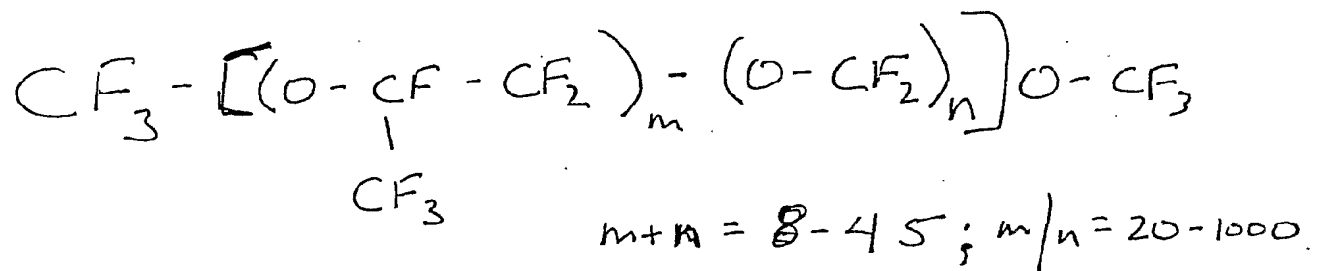 CF₃-[(O-CF-CF₂)ₘ-(O-CF₂)ₙ]O-CF₃
CF₃
m+n = 8-45; m/n = 20-1000.